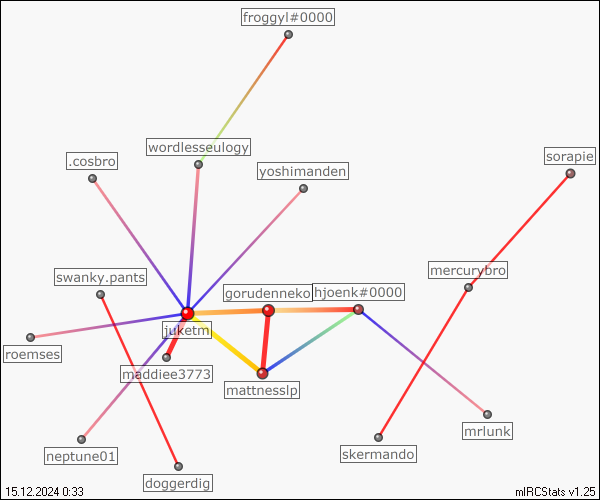 froggyl#0000
wordlesseulogy
.cosbro
yoshimanden
sorapie
swanky.pants
mercurybro
gorudenneko
hjoenk#0000
juketm
roemses
maddiee3773
mattnesslp
mrlunk
neptune01
skermando
doggerdig
15.12.2024 0:33
mIRCStats v1.25